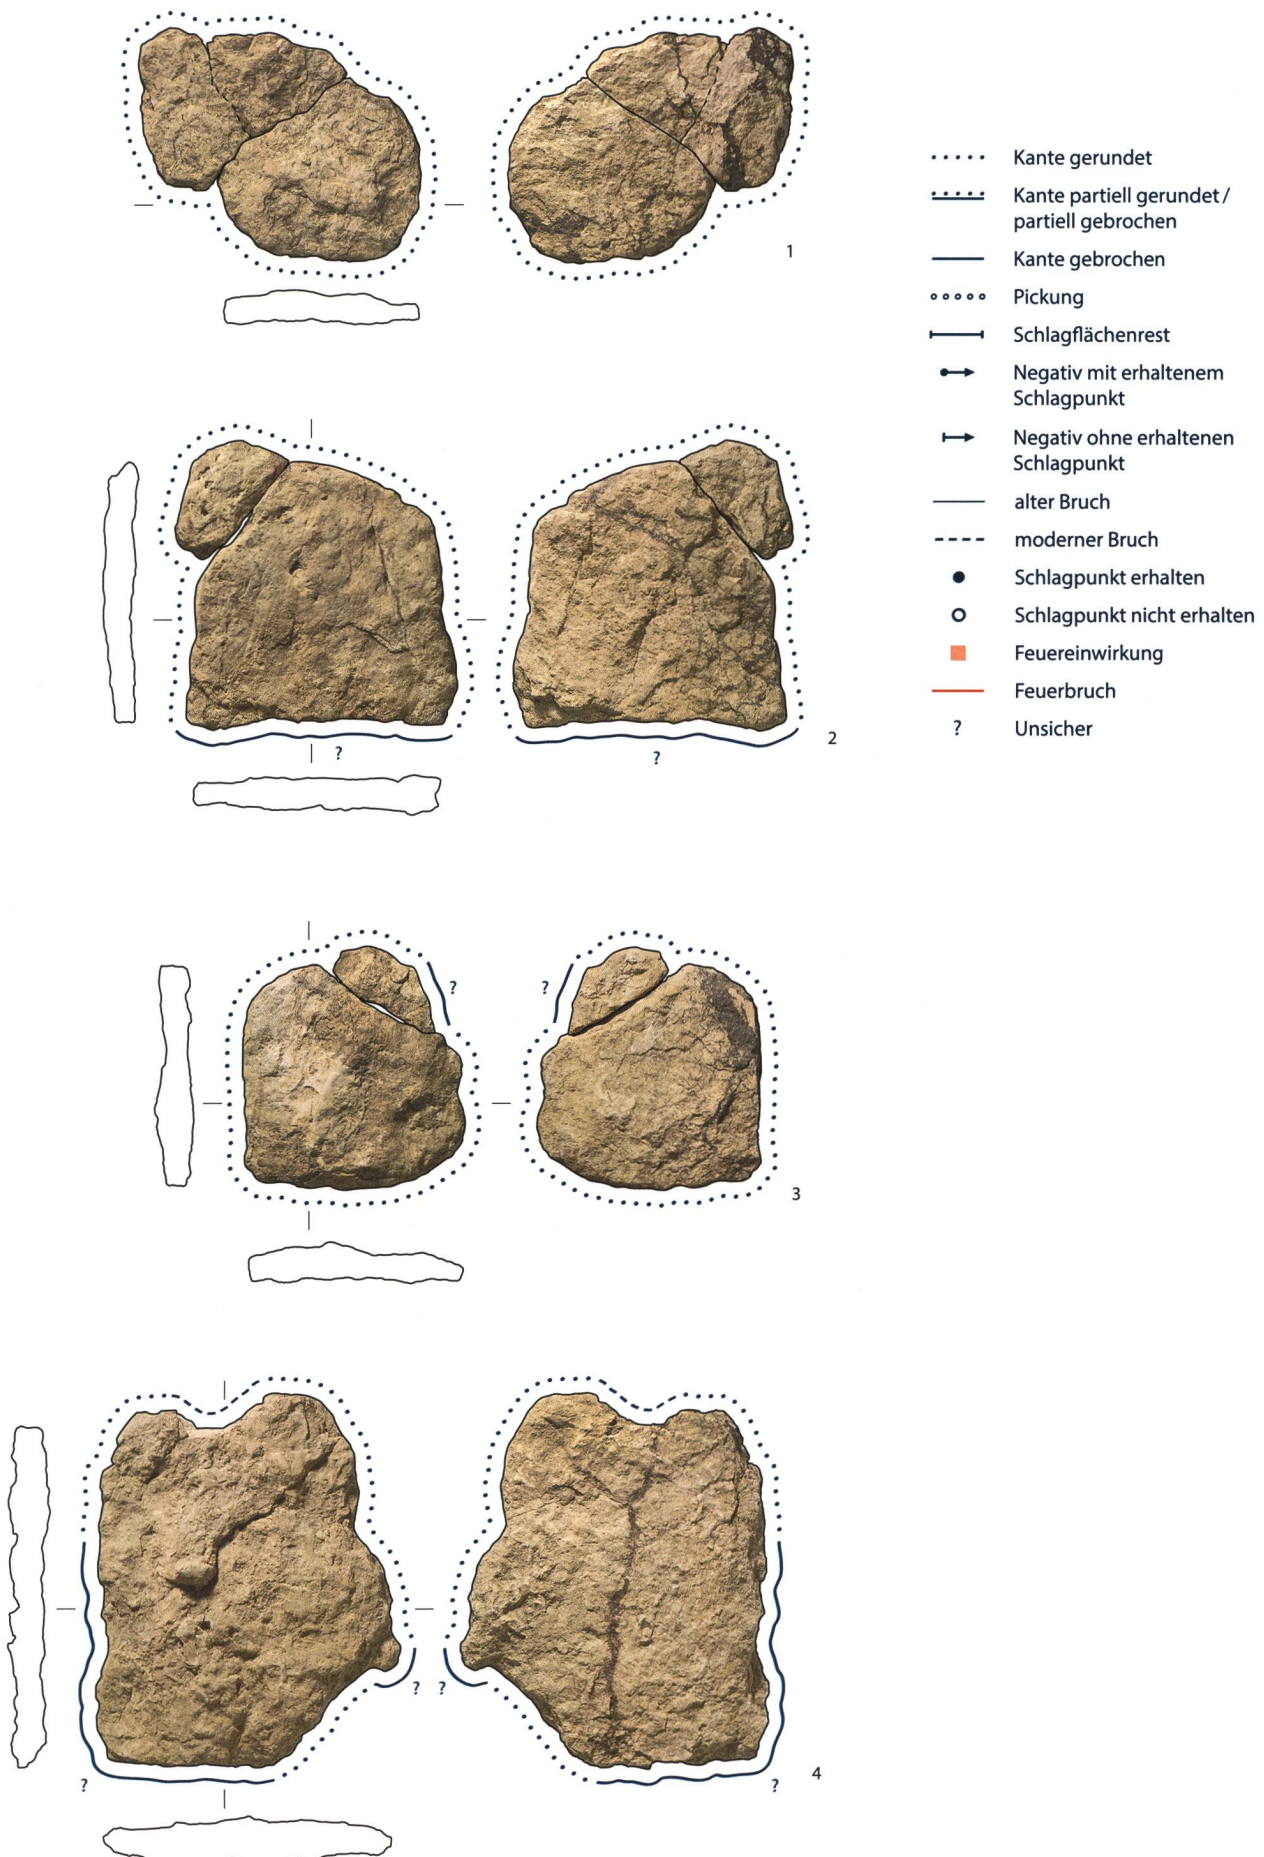 1
Kante gerundet
Kante partiell gerundet /
partiell gebrochen
Kante gebrochen
Pickung
Schlagflächenrest
Negativ mit erhaltenem
Schlagpunkt
Negativ ohne erhaltenen
Schlagpunkt
alter Bruch
moderner Bruch
Schlagpunkt erhalten
Schlagpunkt nicht erhalten
Feuereinwirkung
Feuerbruch
? Unsicher
? ?
2
? ?
3
? ?
? ?
4